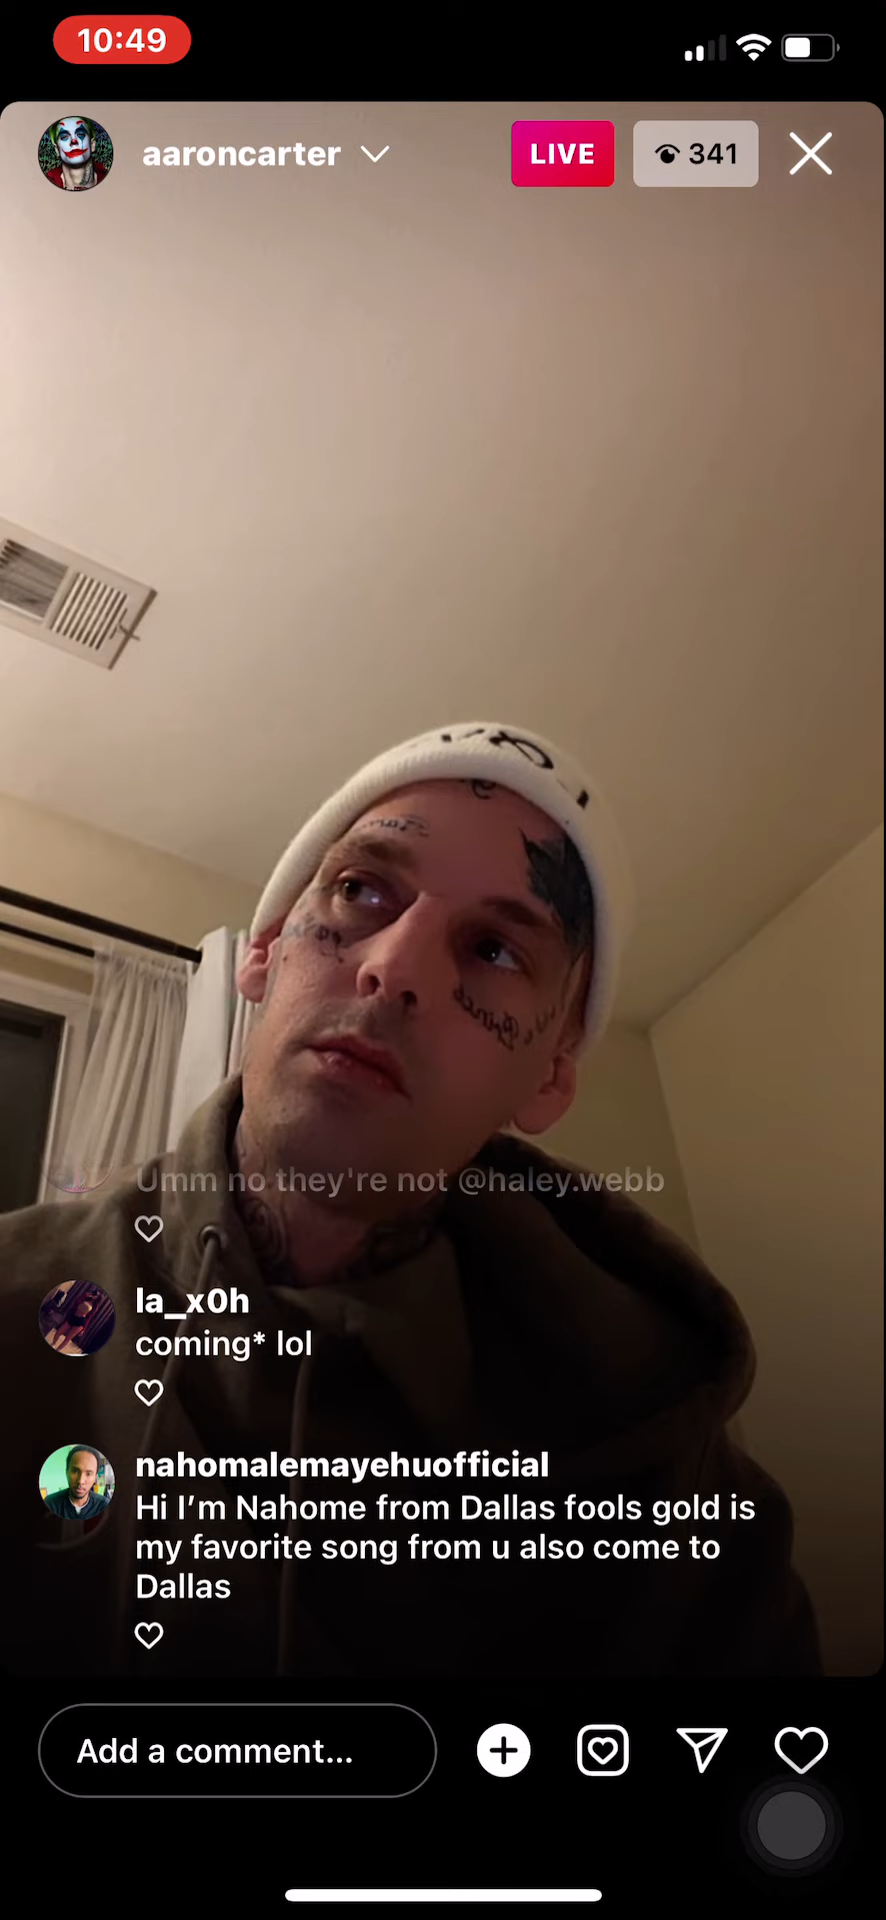 10:49
aaroncarter
LIVE
341
Umm no they're not @haley.webb
la_x0h
coming* lol
nahomalemayehuofficial
Hi I’m Nahome from Dallas fools gold is
my favorite song from u also come to
Dallas
Add a comment...